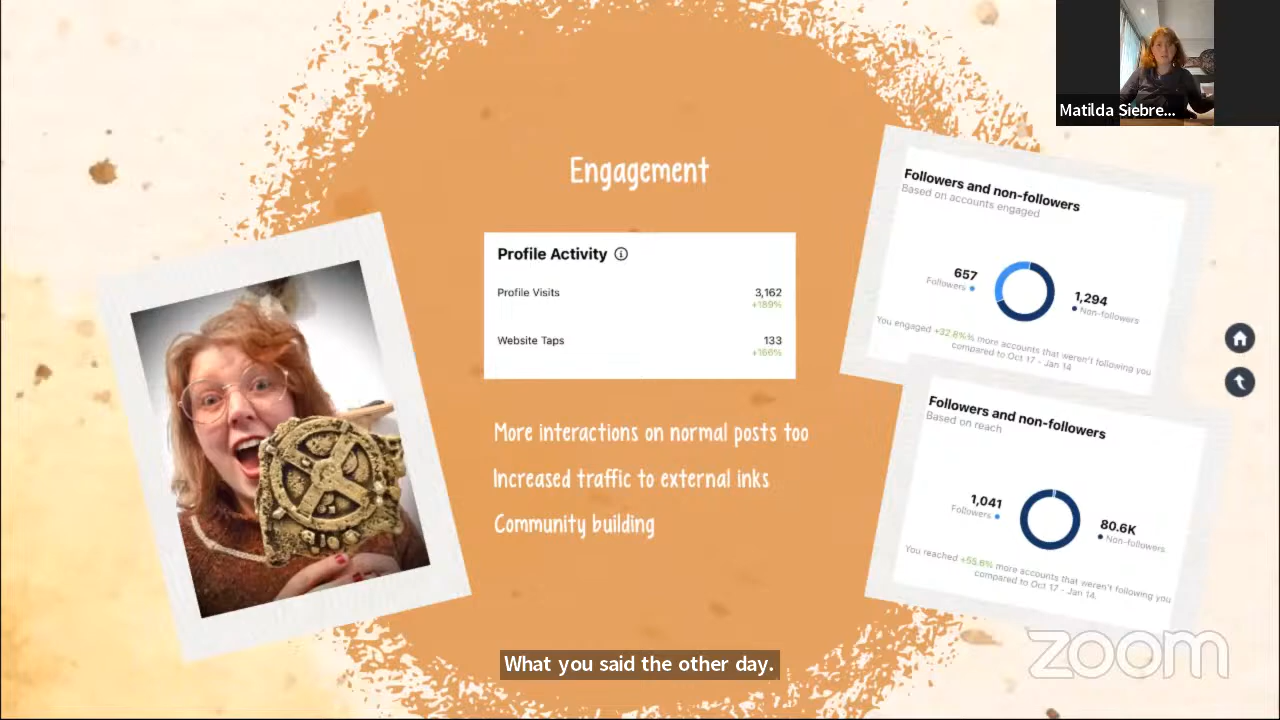 Matilda Siebre...
Engagement
Profile Activity
Profile Visits 3,162
+189%
Website Taps 133
+166%
More interactions on normal posts too
Increased traffic to external inks
Community building
Followers and non-followers
Based on accounts engaged
657
Followers
1,294
Non-followers
You engaged +32.8%% more accounts that weren't following you
compared to Oct 17 - Jan 14
Followers and non-followers
Based on reach
1,041
Followers
80.6K
Non-followers
You reached +55.6% more accounts that weren't following you
compared to Oct 17 - Jan 14.
What you said the other day.
zoom